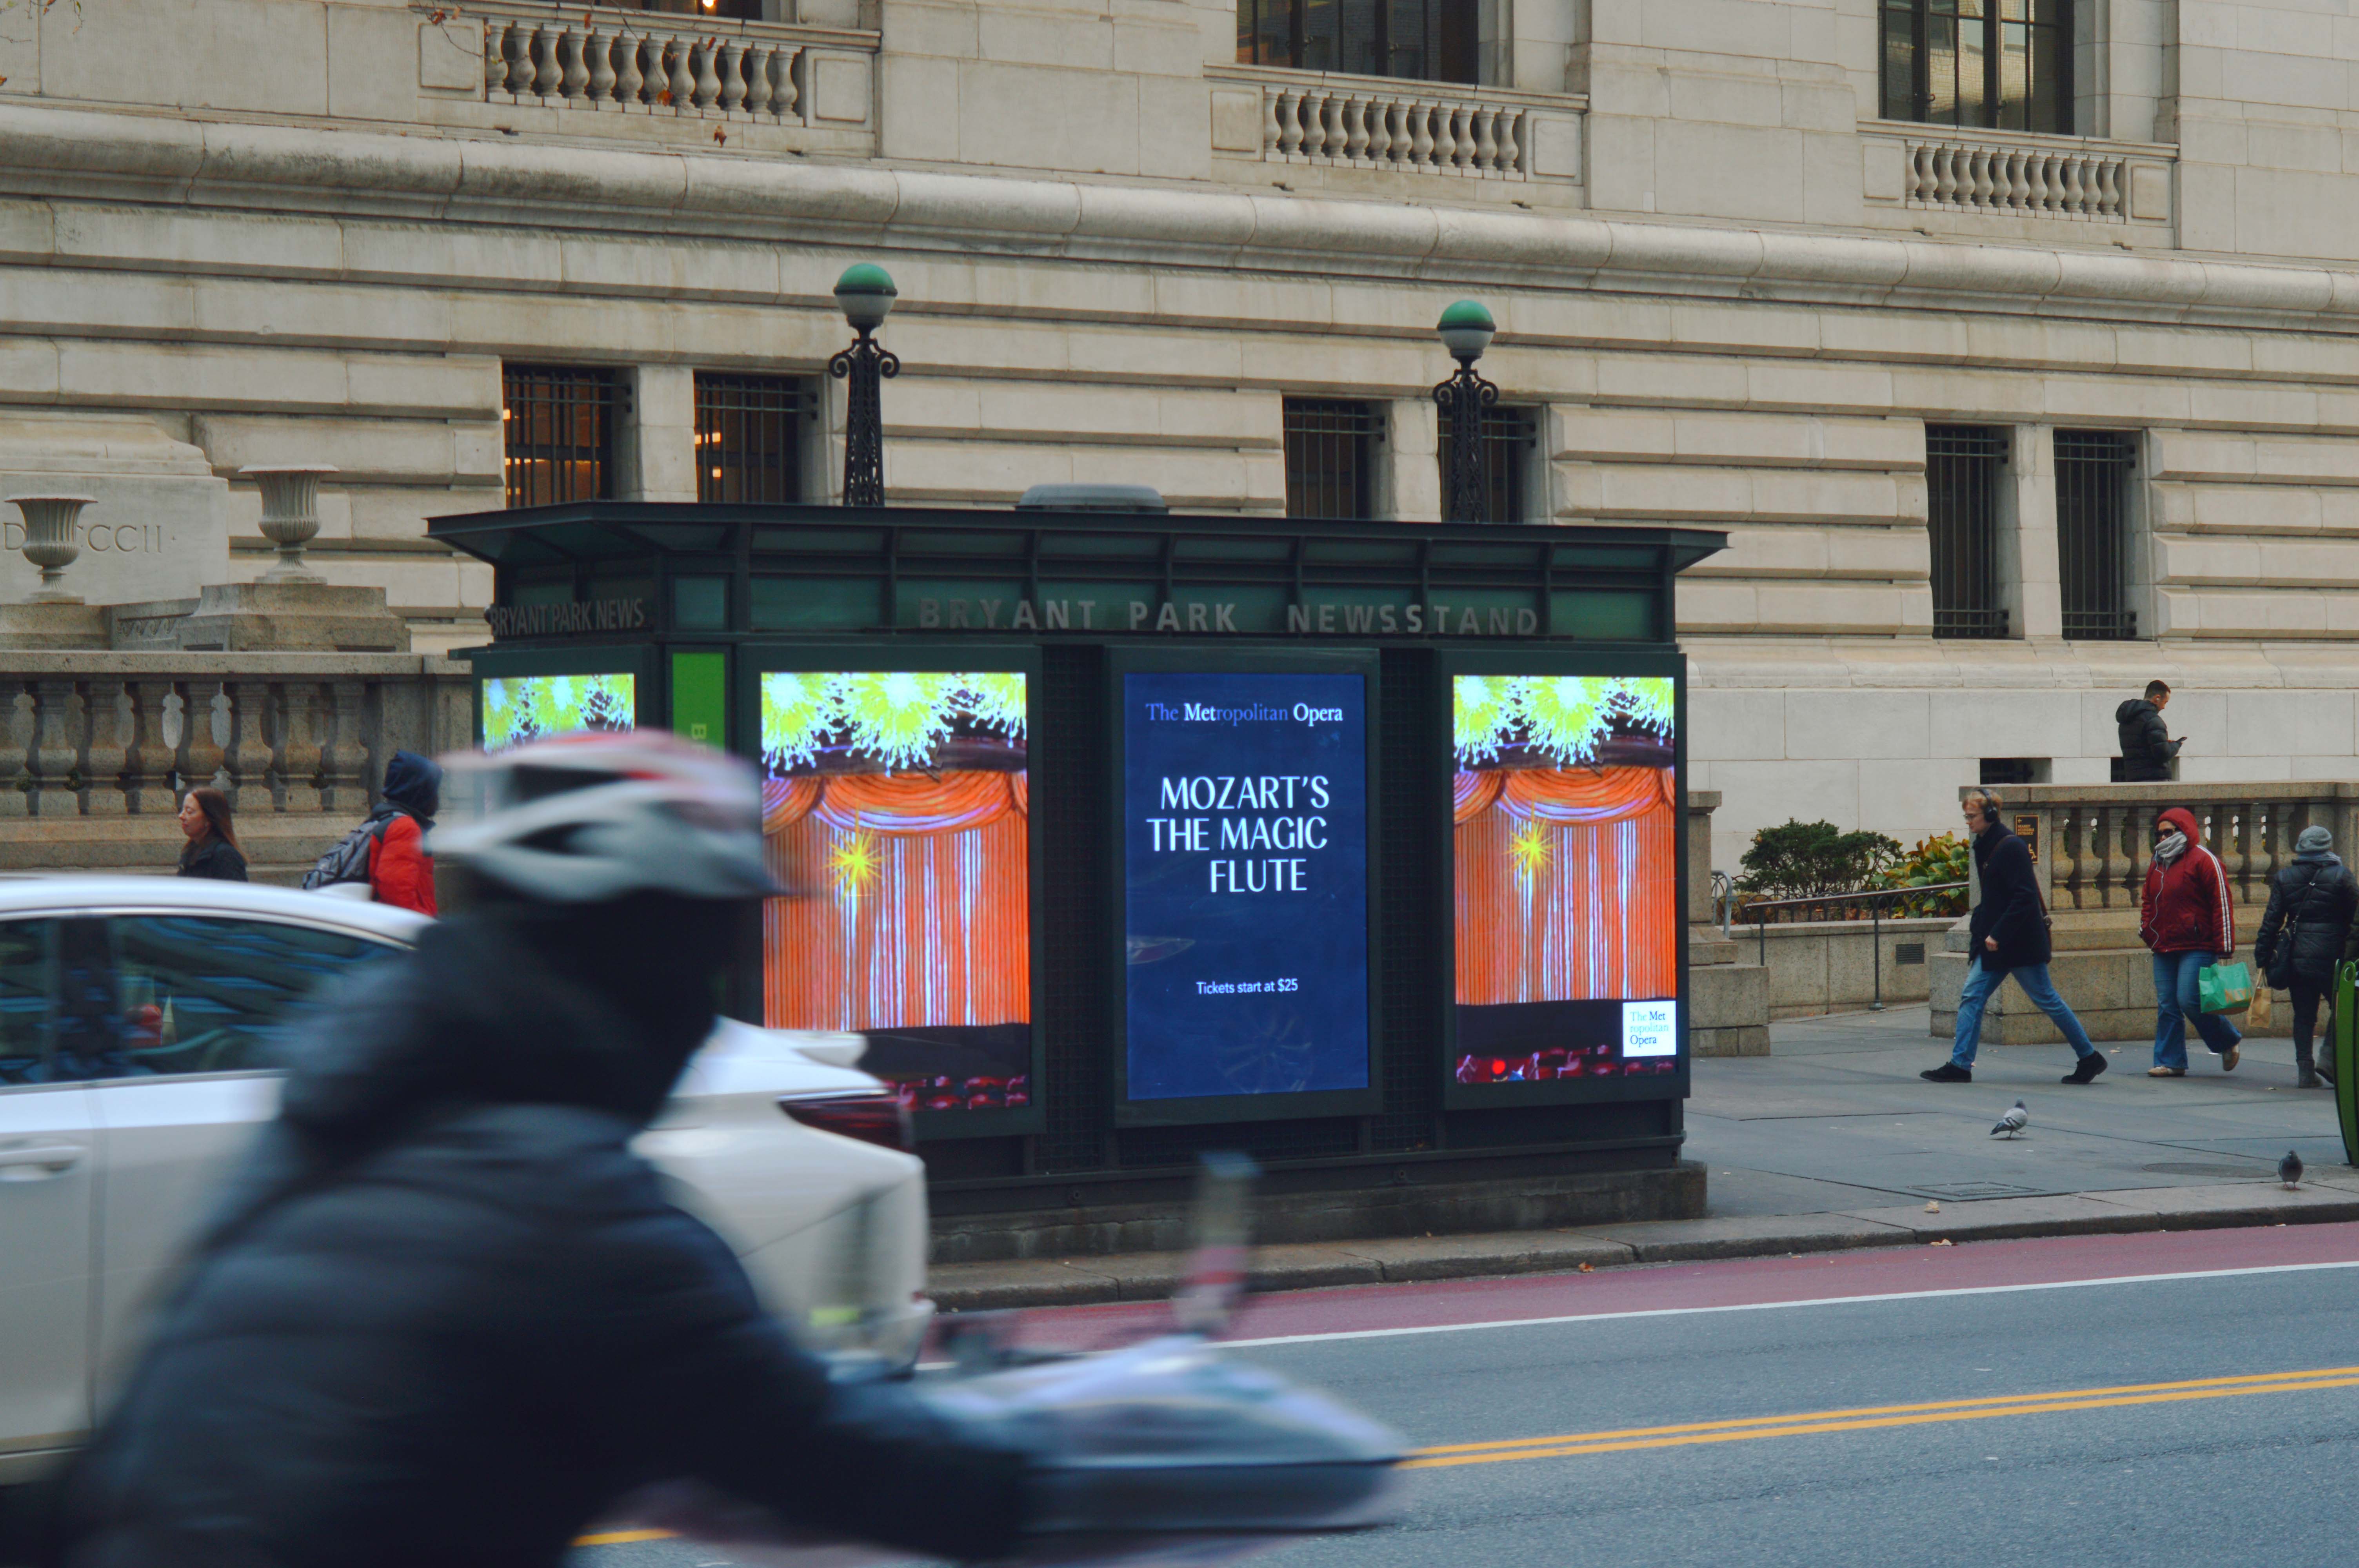 CCII
BRYANT PARK NEWS
BRYANT PARK NEWSSTAND
The Metropolitan Opera
MOZART'S
THE MAGIC
FLUTE
Tickets start at $25
The Met
ropolitan
Opera